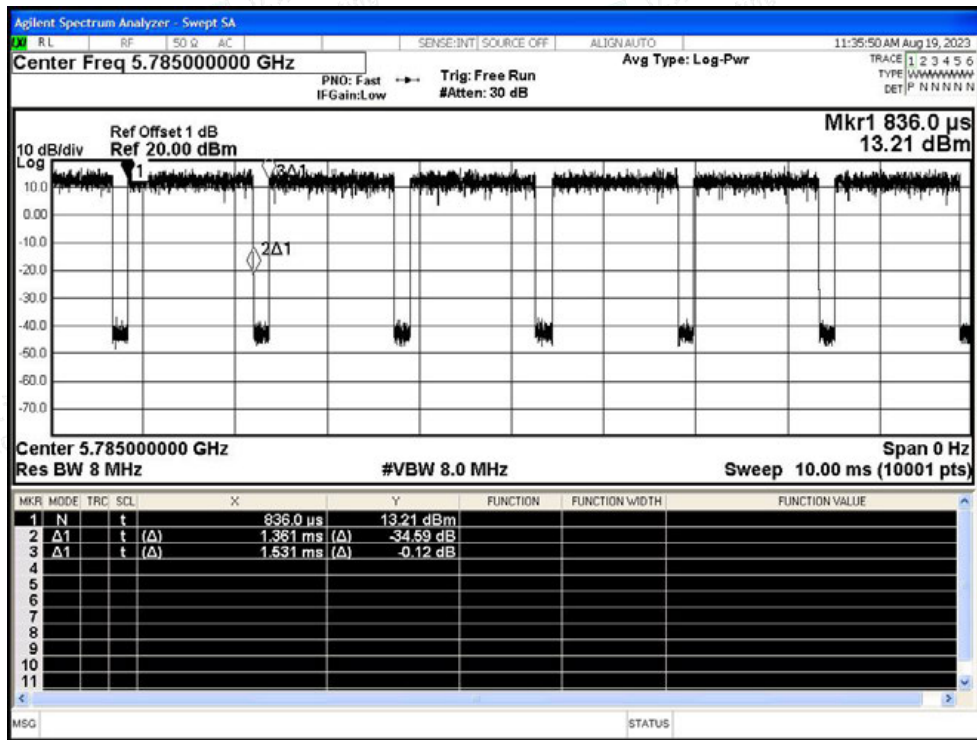 Agilent Spectrum Analyzer - Swept SA
LXI RL RF 50 Ω AC SENSE:INT SOURCE OFF ALIGNAUTO 11:35:50 AM Aug 19, 2023
Center Freq 5.785000000 GHz
PNO: Fast
IFGain:Low
Trig: Free Run
#Atten: 30 dB
Avg Type: Log-Pwr
TRACE 1 2 3 4 5 6
TYPE WWWWWWW
DET P N N N N N
Mkr1 836.0 µs
13.21 dBm
Ref Offset 1 dB
Ref 20.00 dBm
10 dB/div
Log
1
3Δ1
2Δ1
10.0
0.00
-10.0
-20.0
-30.0
-40.0
-50.0
-60.0
-70.0
Center 5.785000000 GHz Span 0 Hz
Res BW 8 MHz #VBW 8.0 MHz Sweep 10.00 ms (10001 pts)
MKR MODE TRC SCL X Y FUNCTION FUNCTION WIDTH FUNCTION VALUE
1 N t 836.0 µs 13.21 dBm
2 Δ1 t (Δ) 1.361 ms (Δ) -34.59 dB
3 Δ1 t (Δ) 1.531 ms (Δ) -0.12 dB
4
5
6
7
8
9
10
11
MSG STATUS